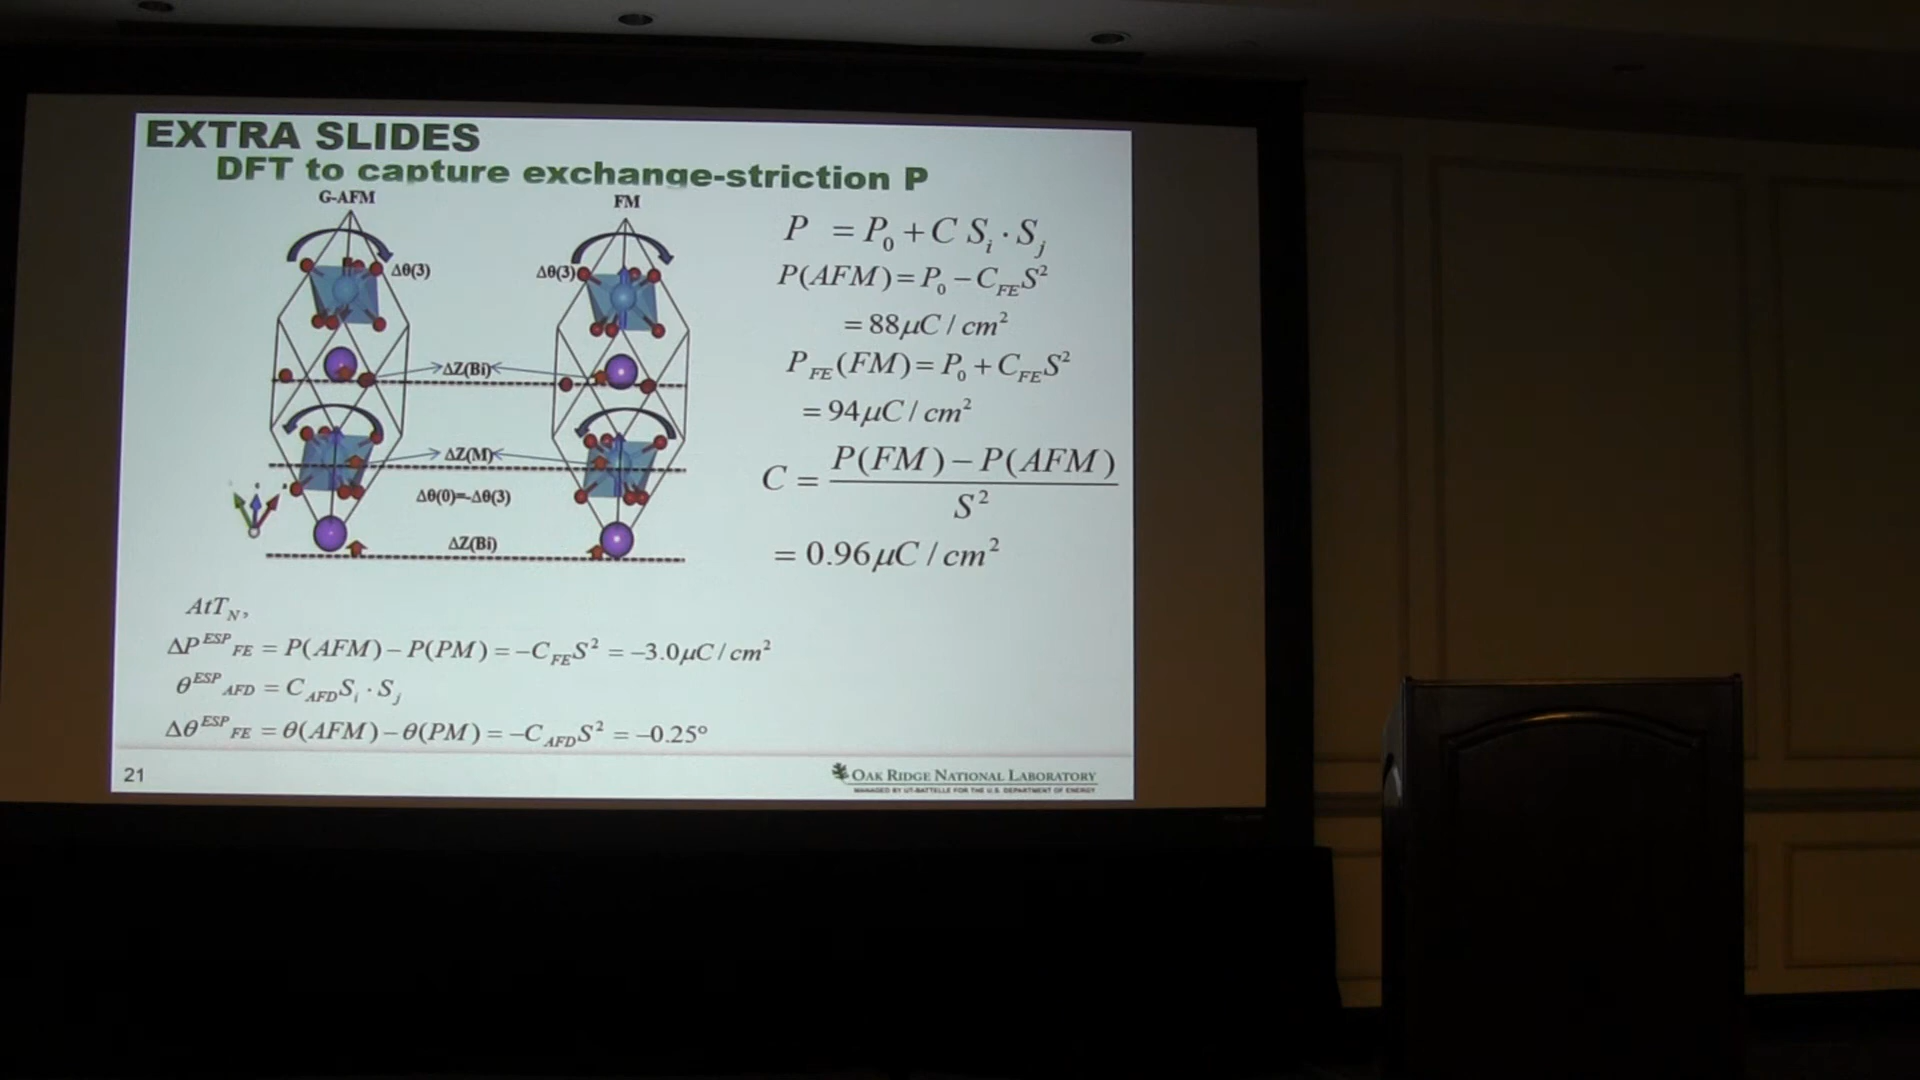 EXTRA SLIDES
DFT to capture exchange-striction P
G-AFM
FM
Δθ(3)
Δθ(3)
ΔZ(Bi)
ΔZ(M)
Δθ(0)=-Δθ(3)
ΔZ(Bi)
P = P₀ + C Sᵢ · Sⱼ
P(AFM) = P₀ − C_FE S²
= 88μC / cm²
P_FE (FM) = P₀ + C_FE S²
= 94μC / cm²
C = P(FM) − P(AFM)
S²
= 0.96μC / cm²
AtT_N,
ΔP^ESP_FE = P(AFM) − P(PM) = −C_FE S² = −3.0μC / cm²
θ^ESP_AFD = C_AFD Sᵢ · Sⱼ
Δθ^ESP_FE = θ(AFM) − θ(PM) = −C_AFD S² = −0.25°
21
OAK RIDGE NATIONAL LABORATORY
MANAGED BY UT-BATTELLE FOR THE U.S. DEPARTMENT OF ENERGY